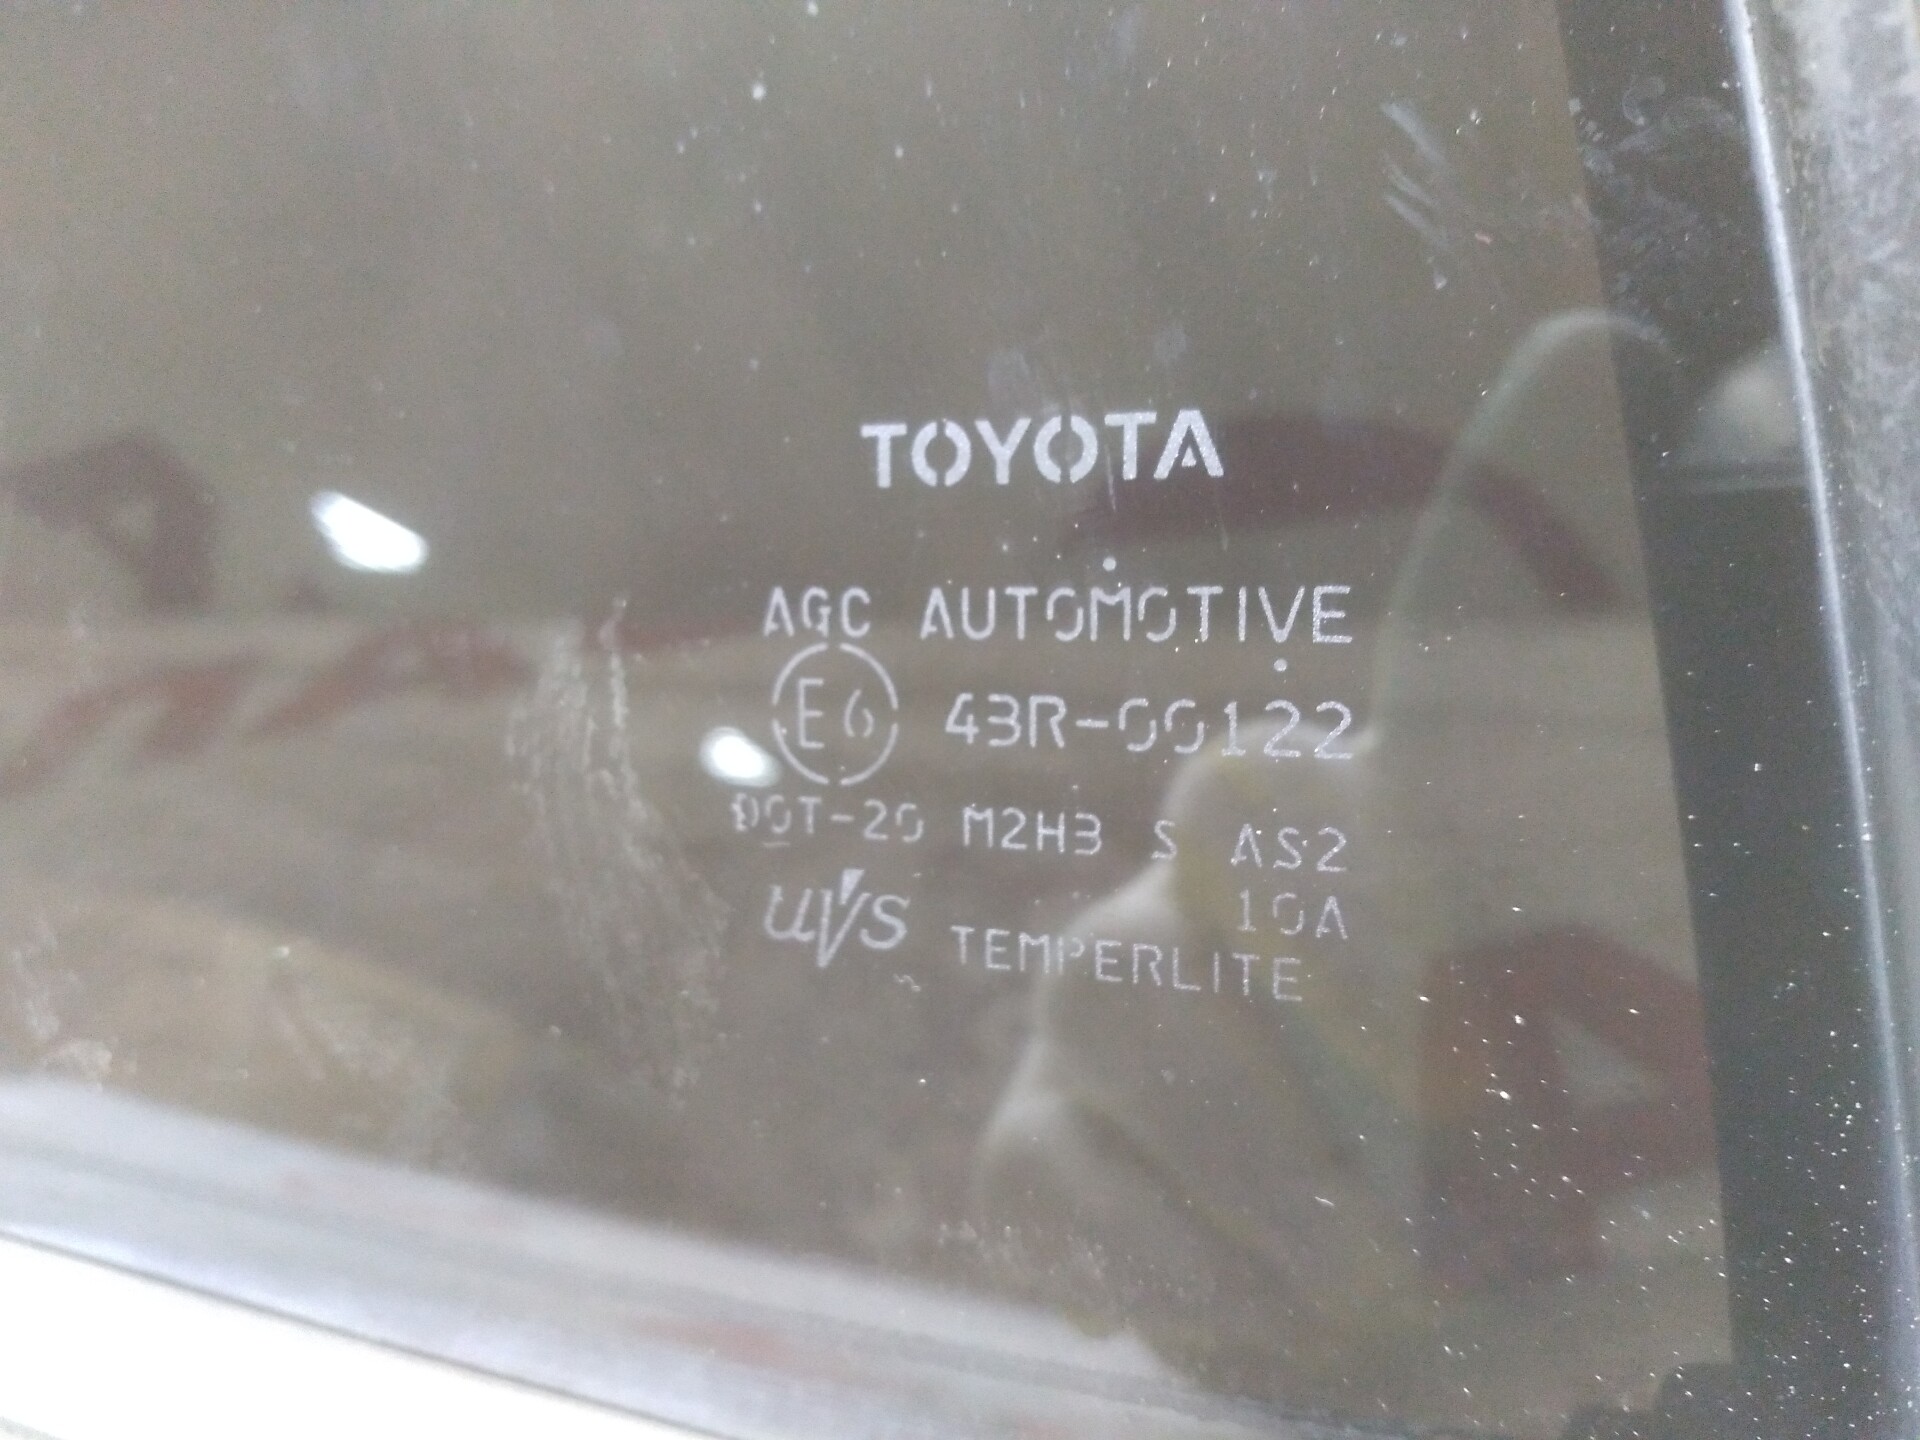 TOYOTA
AGC AUTOMOTIVE
E6 43R-00122
DOT-20 M2H3 S AS2
UVS 10A
TEMPERLITE